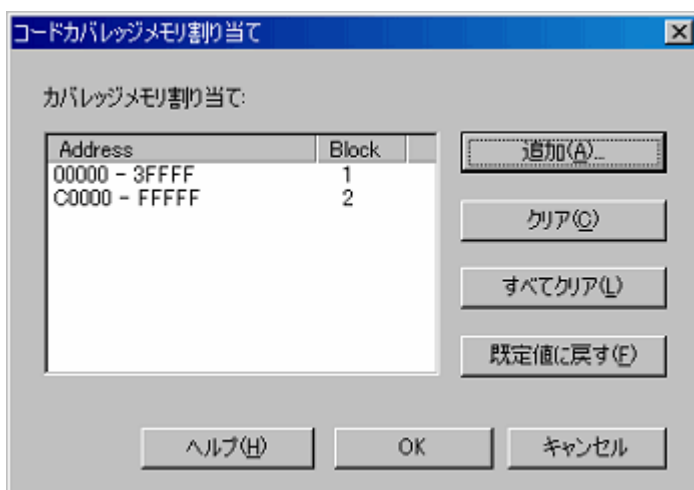 コードカバレッジメモリ割り当て
カバレッジメモリ割り当て:
Address Block
00000 - 3FFFF 1
C0000 - FFFFF 2
追加(A)...
クリア(C)
すべてクリア(L)
既定値に戻す(F)
ヘルプ(H) OK キャンセル